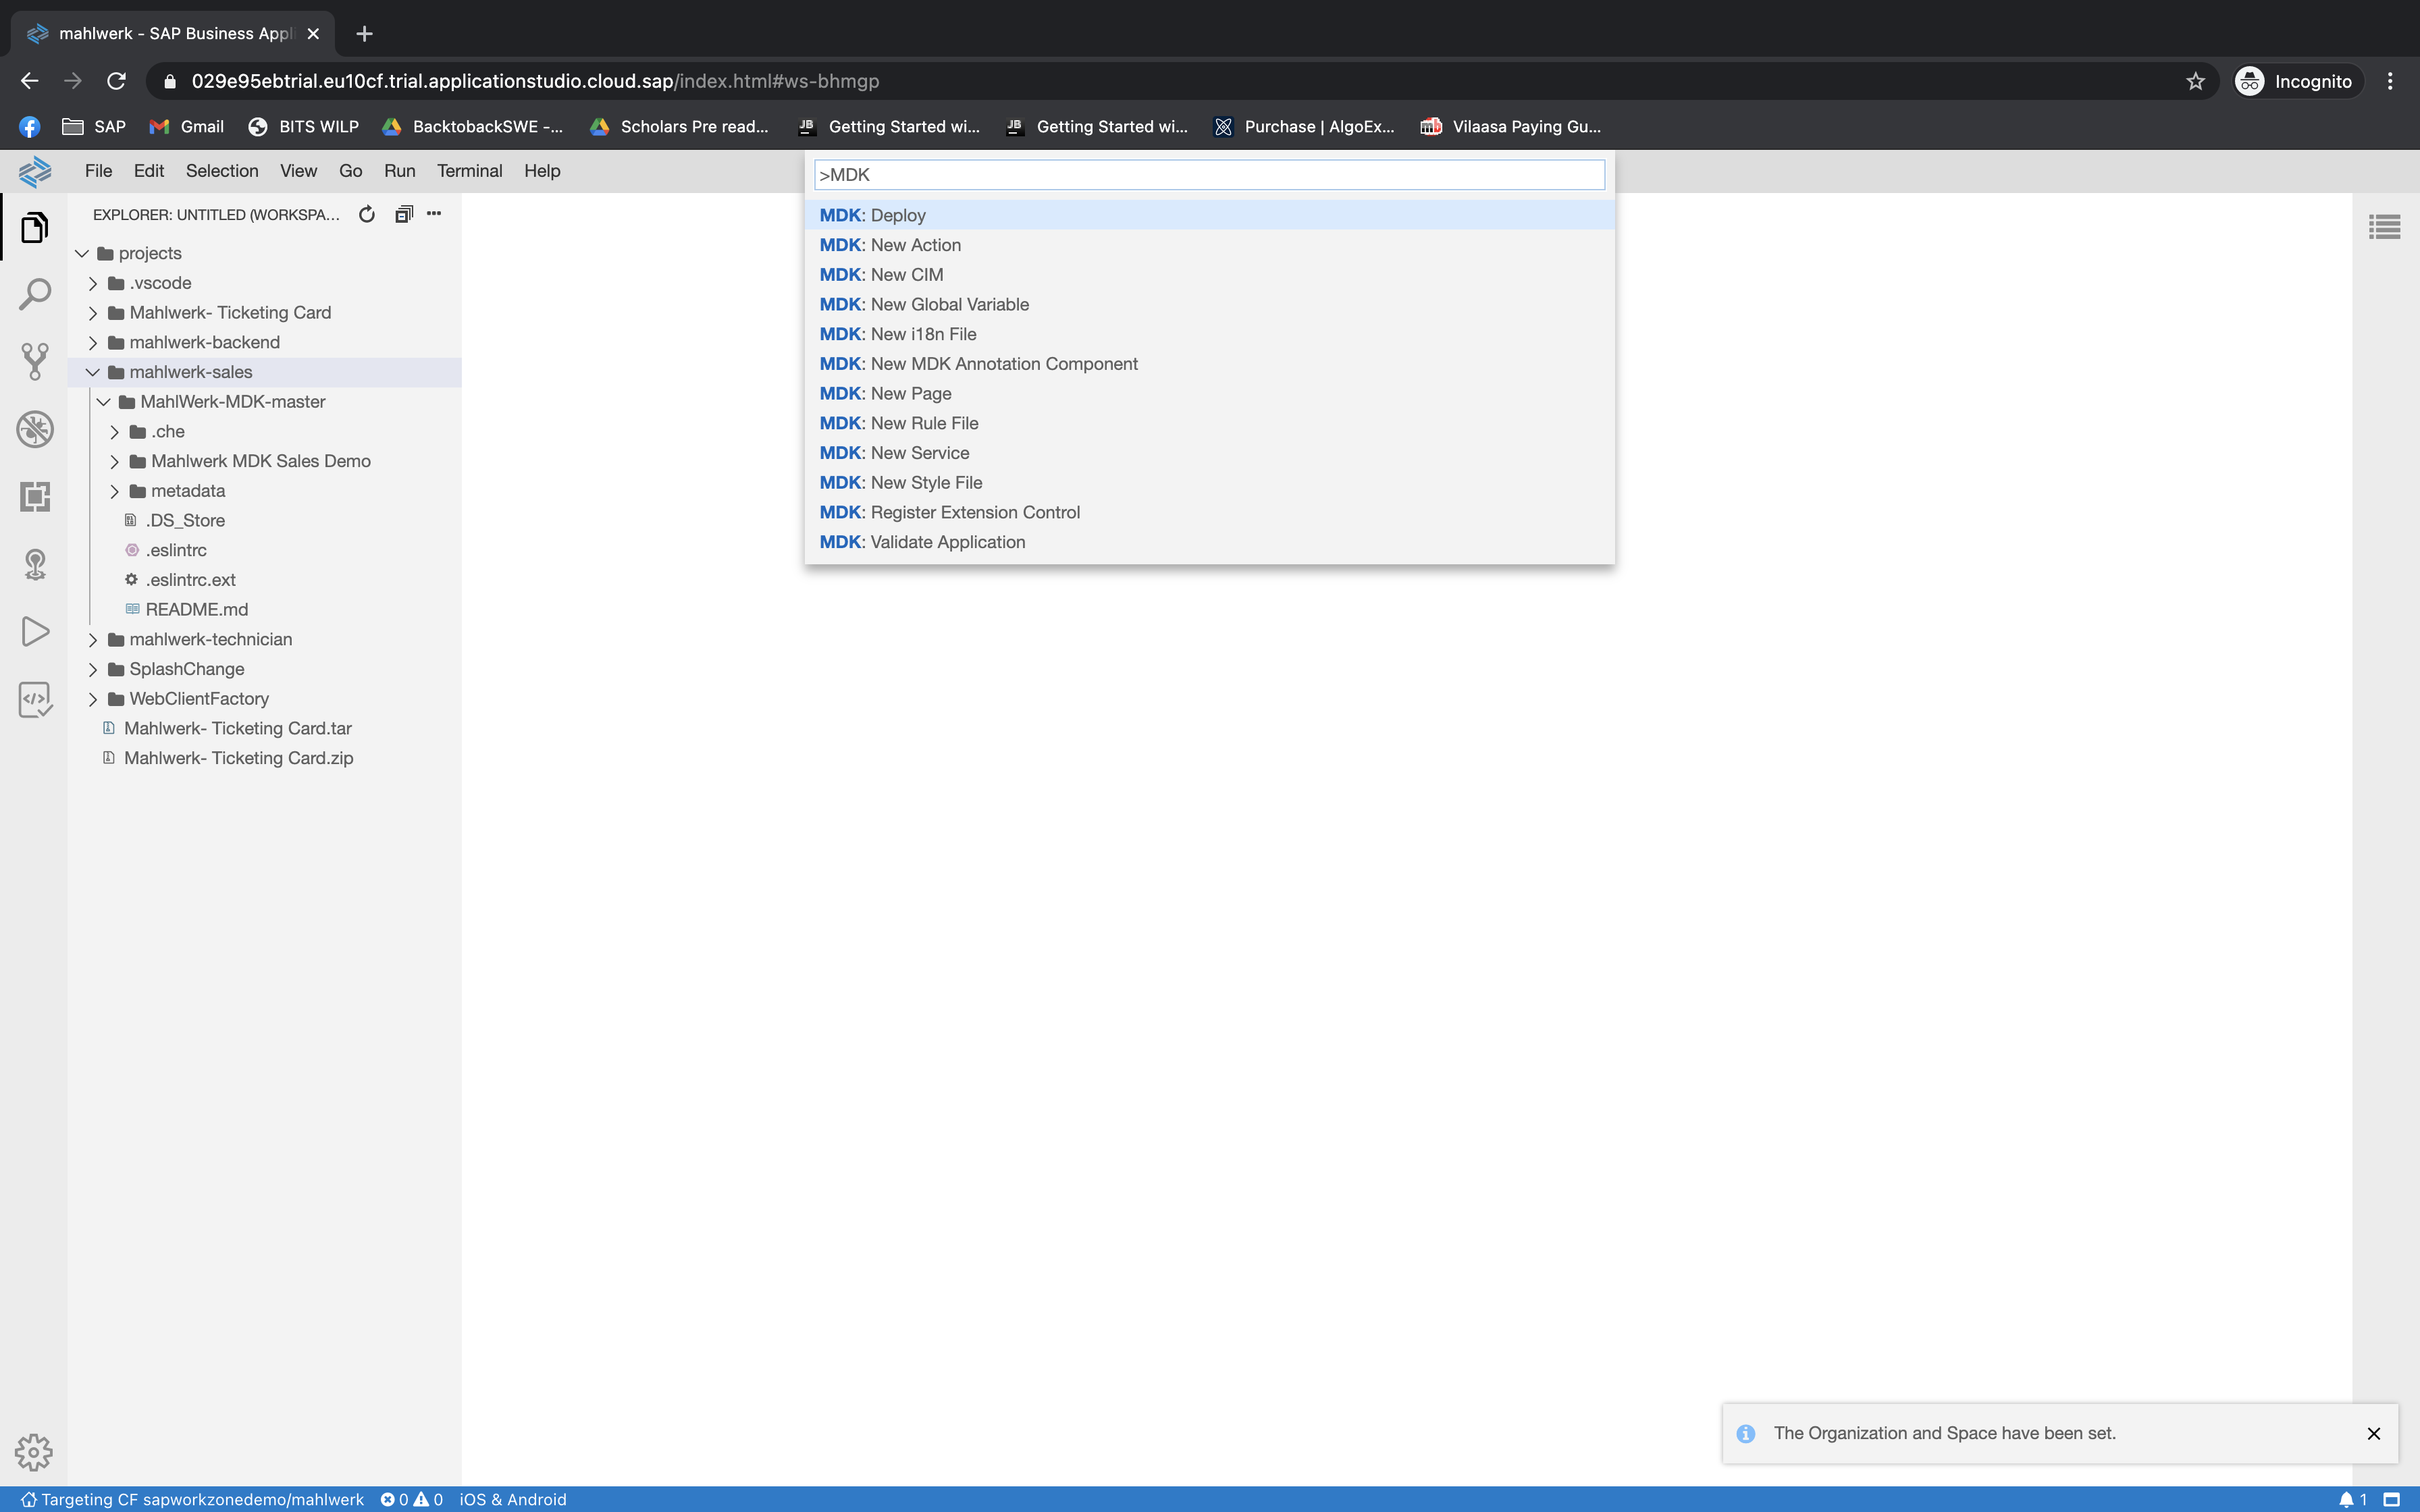 mahlwerk - SAP Business Appli
029e95ebtrial.eu10cf.trial.applicationstudio.cloud.sap/index.html#ws-bhmgp
Incognito
SAP
Gmail
BITS WILP
BacktobackSWE -...
Scholars Pre read...
JB Getting Started wi...
JB Getting Started wi...
Purchase | AlgoEx...
Vilaasa Paying Gu...
File Edit Selection View Go Run Terminal Help
>MDK
MDK: Deploy
MDK: New Action
MDK: New CIM
MDK: New Global Variable
MDK: New i18n File
MDK: New MDK Annotation Component
MDK: New Page
MDK: New Rule File
MDK: New Service
MDK: New Style File
MDK: Register Extension Control
MDK: Validate Application
EXPLORER: UNTITLED (WORKSPA...
projects
.vscode
Mahlwerk- Ticketing Card
mahlwerk-backend
mahlwerk-sales
MahlWerk-MDK-master
.che
Mahlwerk MDK Sales Demo
metadata
.DS_Store
.eslintrc
.eslintrc.ext
README.md
mahlwerk-technician
SplashChange
WebClientFactory
Mahlwerk- Ticketing Card.tar
Mahlwerk- Ticketing Card.zip
The Organization and Space have been set.
Targeting CF sapworkzonedemo/mahlwerk 0 0 iOS & Android 1